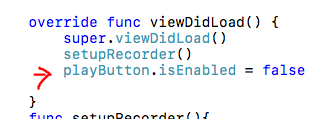 override func viewDidLoad() {
super.viewDidLoad()
setupRecorder()
playButton.isEnabled = false
}
func setupRecorder(){